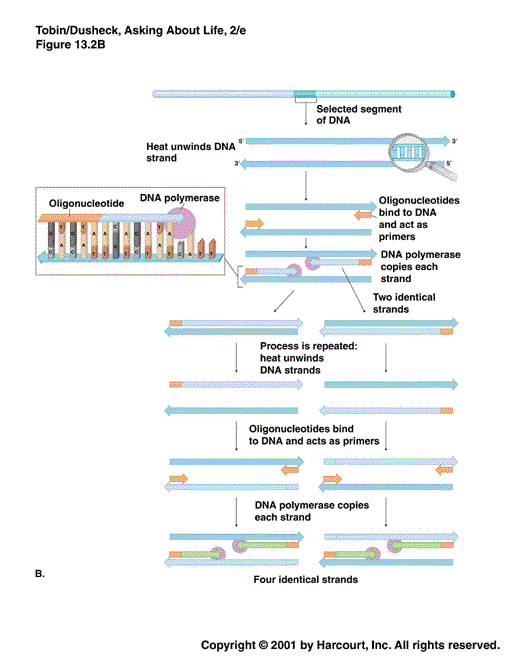 Tobin/Dusheck, Asking About Life, 2/e
Figure 13.2B
Selected segment
of DNA
Heat unwinds DNA
strand
5'
3'
3'
5'
Oligonucleotides
bind to DNA
and act as
primers
Oligonucleotide
DNA polymerase
DNA polymerase
copies each
strand
Two identical
strands
Process is repeated:
heat unwinds
DNA strands
Oligonucleotides bind
to DNA and acts as primers
DNA polymerase copies
each strand
B.
Four identical strands
Copyright © 2001 by Harcourt, Inc. All rights reserved.